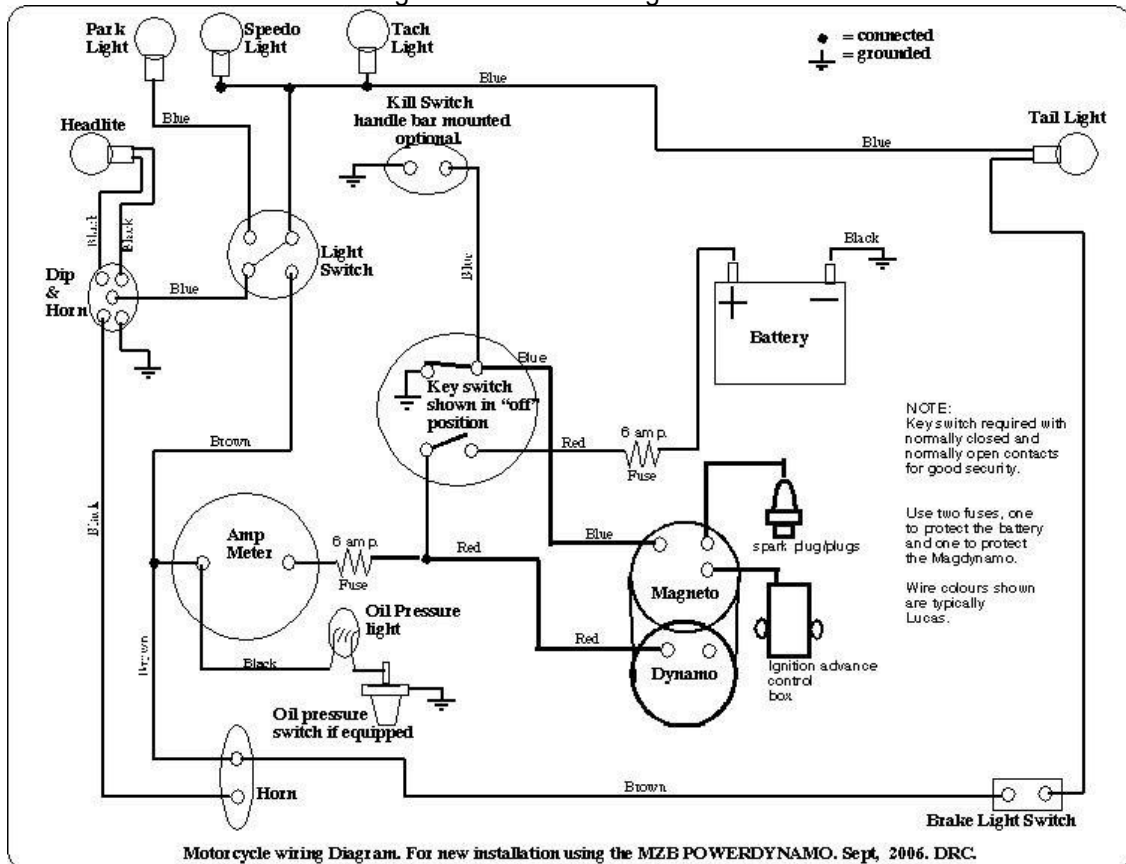 Park
Light
Speedo
Light
Tach
Light
= connected
= grounded
Blue
Kill Switch
handle bar mounted
optional.
Headlite
Blue
Tail Light
Blue
Black
Black
Light
Switch
Black
Dip
&
Horn
Blue
Blue
+
−
Battery
Blue
Key switch
shown in "off"
position
NOTE:
Key switch required with
normally closed and
normally open contacts
for good security.
Brown
Red
6 amp.
Fuse
Use two fuses, one
to protect the battery
and one to protect
the Magdynamo.
Wire colours shown
are typically
Lucas.
Black
Amp
Meter
6 amp.
Fuse
Red
Blue
spark plug/plugs
Magneto
Oil Pressure
light
Brown
Black
Red
Dynamo
Ignition advance
control
box
Oil pressure
switch if equipped
Horn
Brown
Brake Light Switch
Motorcycle wiring Diagram. For new installation using the MZB POWERDYNAMO. Sept, 2006. DRC.